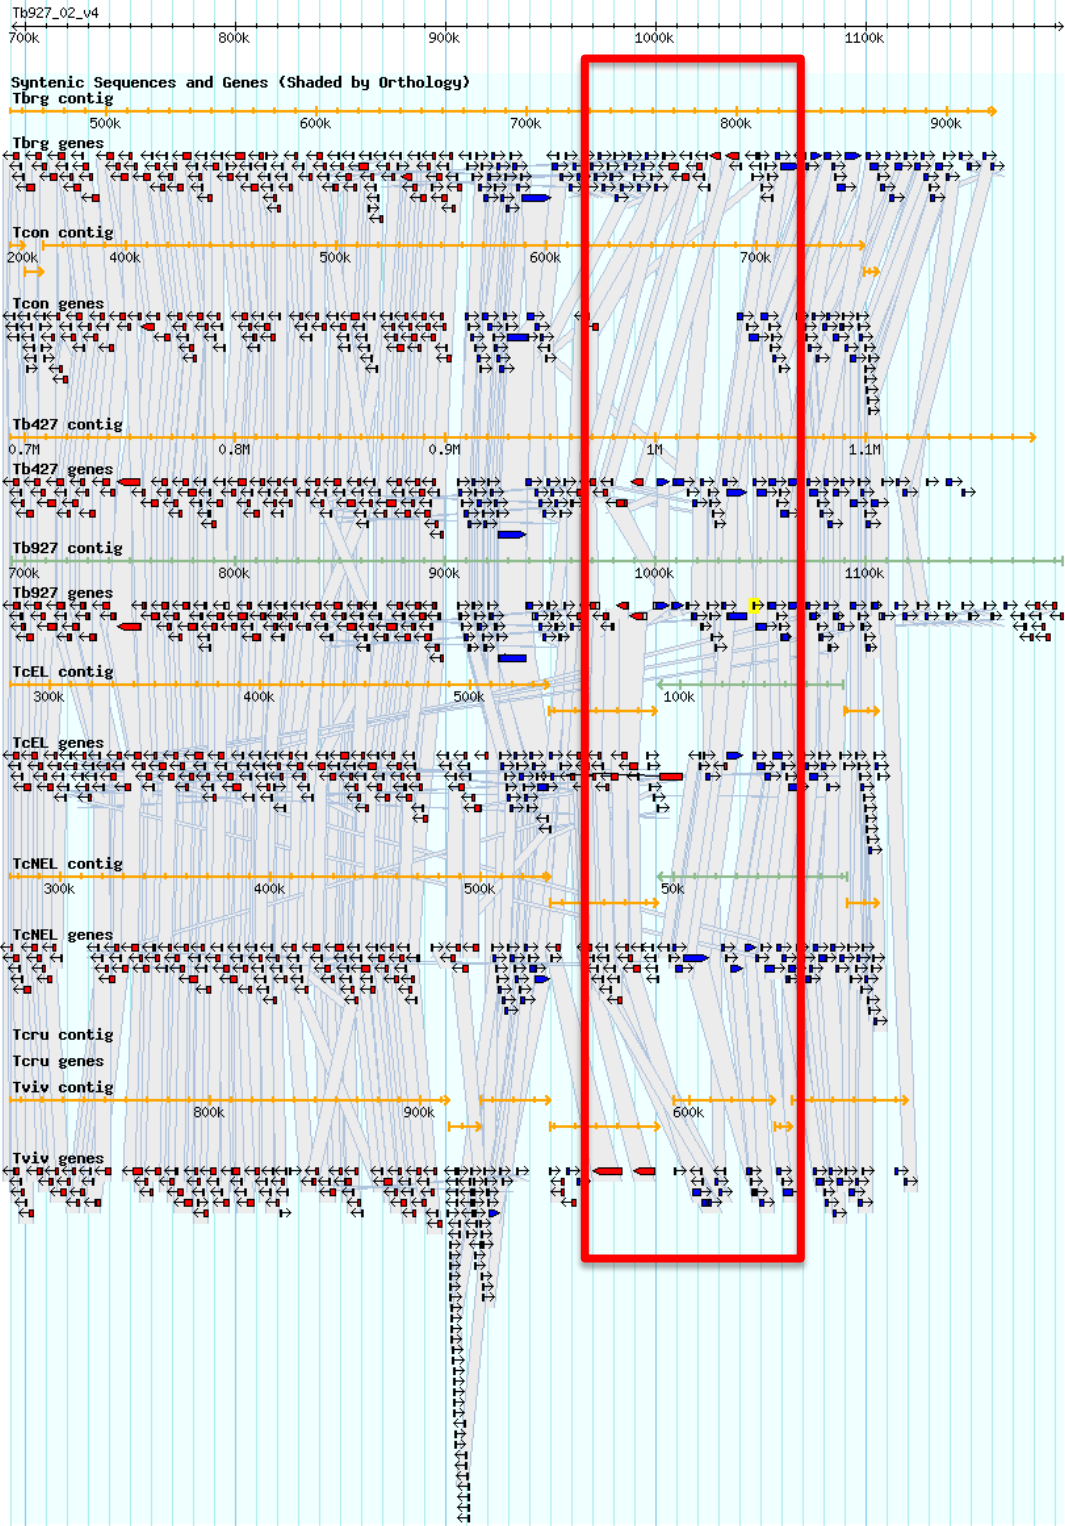 Tb927_02_v4
700k 800k 900k 1000k 1100k
Syntenic Sequences and Genes (Shaded by Orthology)
Tbrg contig
500k 600k 700k 800k 900k
Tbrg genes
Tcon contig
200k 400k 500k 600k 700k
Tcon genes
Tb427 contig
0.7M 0.8M 0.9M 1M 1.1M
Tb427 genes
Tb927 contig
700k 800k 900k 1000k 1100k
Tb927 genes
TcEL contig
300k 400k 500k 100k
TcEL genes
TcNEL contig
300k 400k 500k 50k
TcNEL genes
Tcru contig
Tcru genes
Tviv contig
800k 900k 600k
Tviv genes